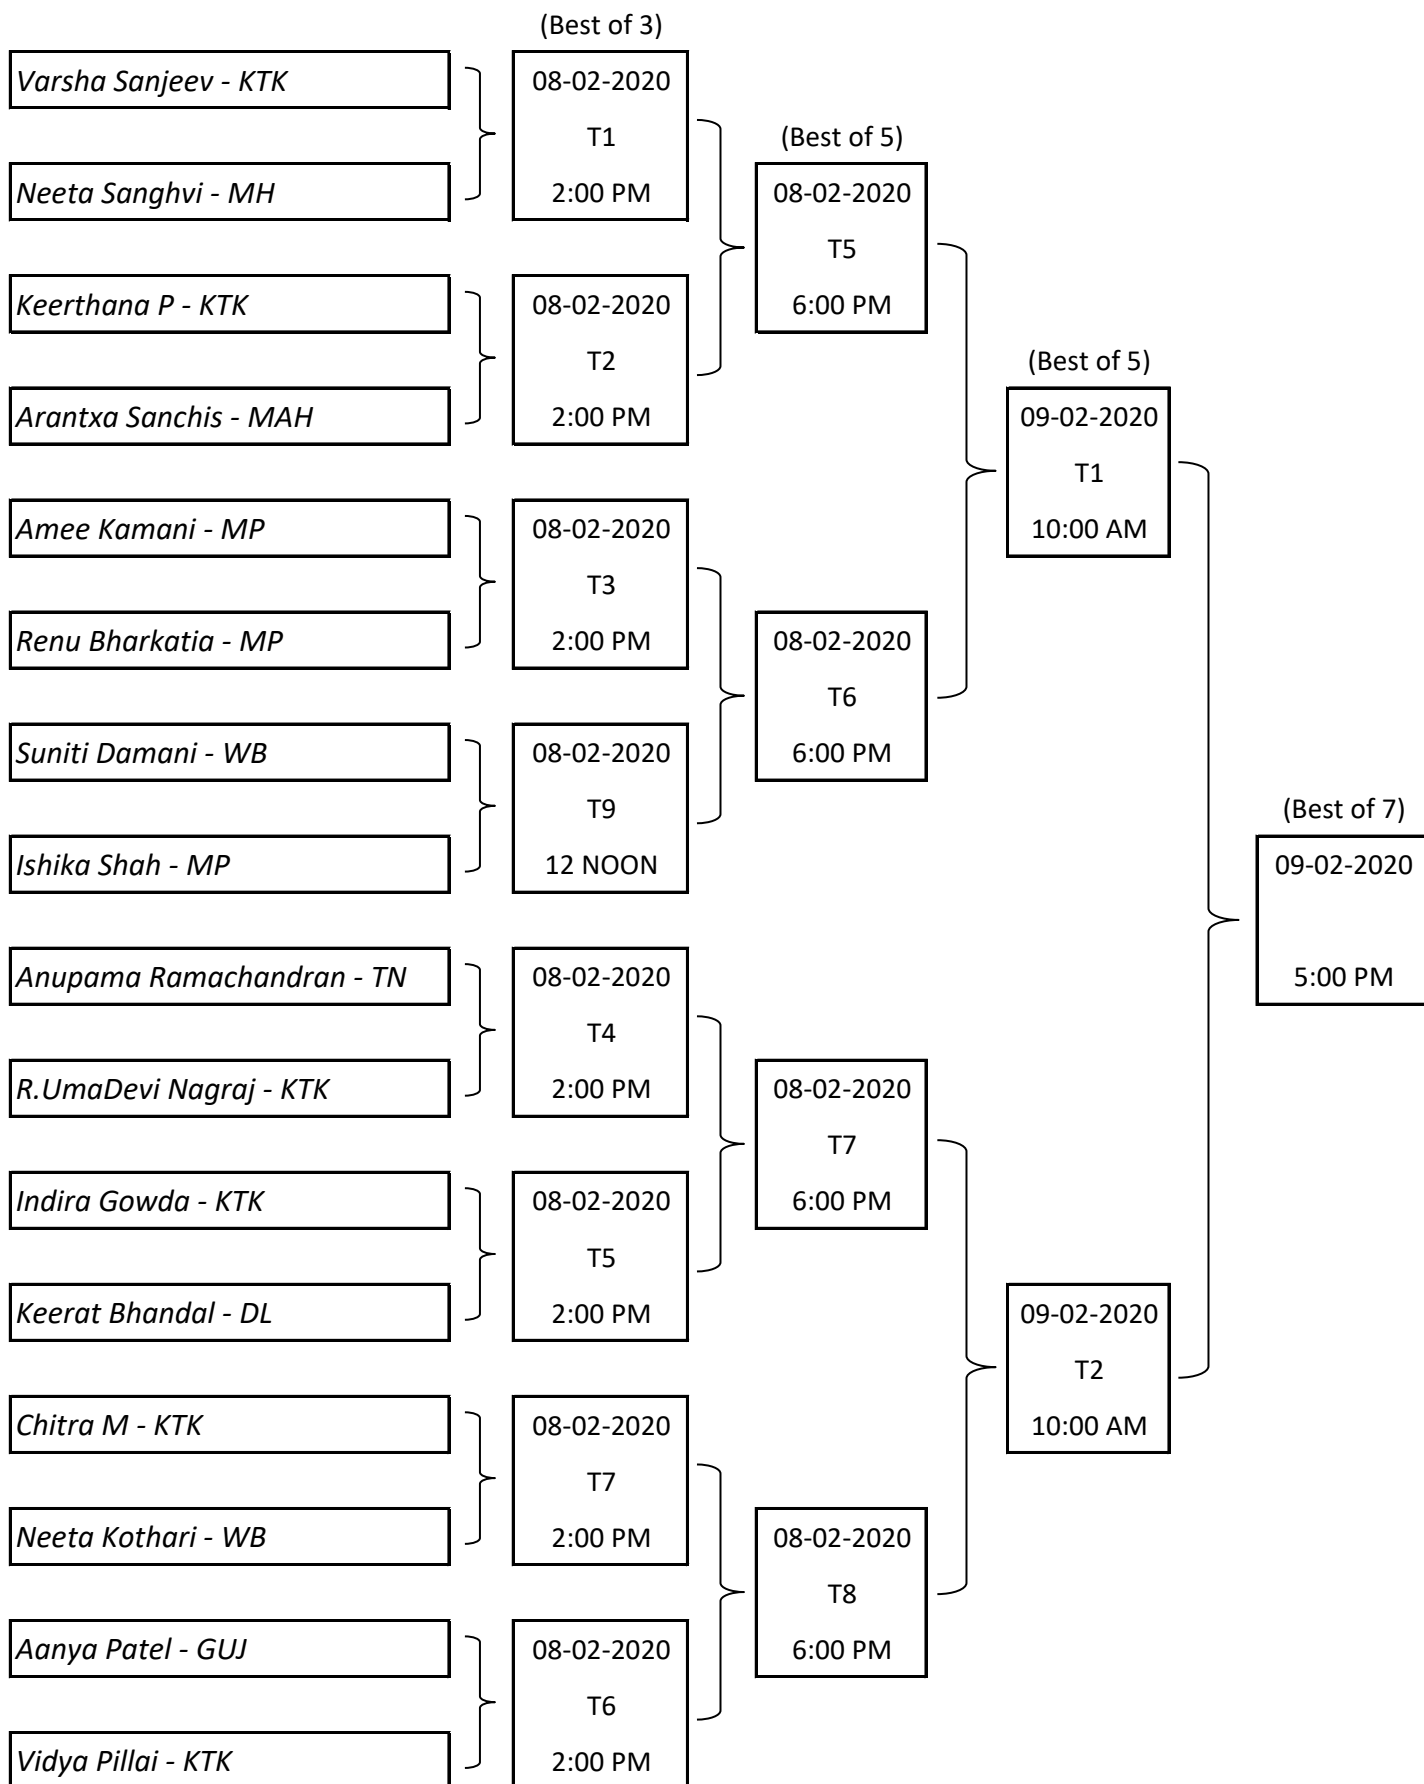 (Best of 3)
Varsha Sanjeev - KTK
08-02-2020
T1
(Best of 5)
Neeta Sanghvi - MH
2:00 PM
08-02-2020
T5
Keerthana P - KTK
08-02-2020
6:00 PM
T2
(Best of 5)
Arantxa Sanchis - MAH
2:00 PM
09-02-2020
T1
Amee Kamani - MP
08-02-2020
10:00 AM
T3
Renu Bharkatia - MP
2:00 PM
08-02-2020
T6
Suniti Damani - WB
08-02-2020
6:00 PM
T9
(Best of 7)
Ishika Shah - MP
12 NOON
09-02-2020
Anupama Ramachandran - TN
08-02-2020
5:00 PM
T4
R.UmaDevi Nagraj - KTK
2:00 PM
08-02-2020
T7
Indira Gowda - KTK
08-02-2020
6:00 PM
T5
Keerat Bhandal - DL
2:00 PM
09-02-2020
T2
Chitra M - KTK
08-02-2020
10:00 AM
T7
Neeta Kothari - WB
2:00 PM
08-02-2020
T8
Aanya Patel - GUJ
08-02-2020
6:00 PM
T6
Vidya Pillai - KTK
2:00 PM